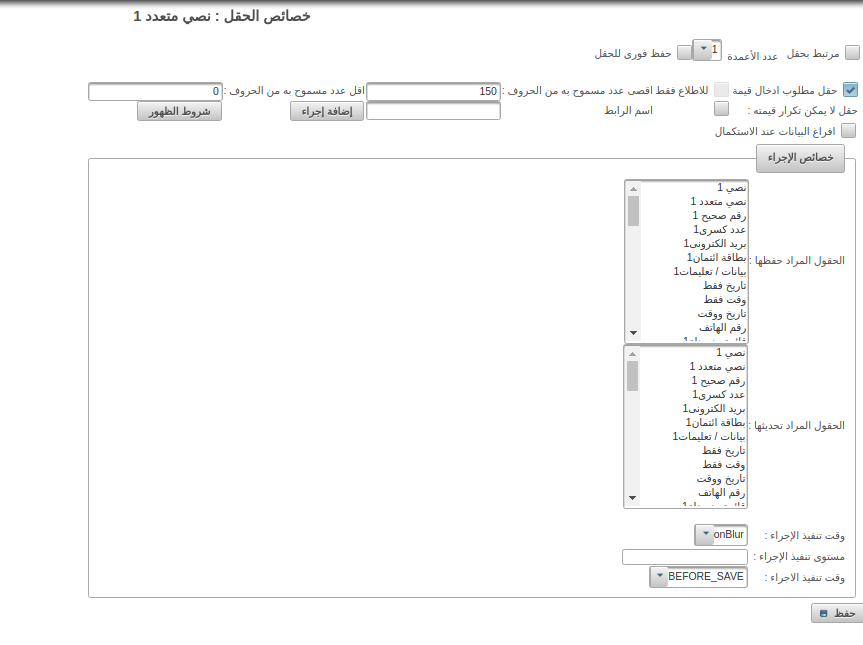 خصائص الحقل : نصي متعدد 1
مرتبط بحقل عدد الأعمدة 1 حفظ فورى للحقل
حقل مطلوب ادخال قيمة للاطلاع فقط اقصى عدد مسموح به من الحروف : 150 اقل عدد مسموح به من الحروف : 0
حقل لا يمكن تكرار قيمته : اسم الرابط إضافة إجراء شروط الظهور
افراغ البيانات عند الاستكمال
خصائص الإجراء
الحقول المراد حفظها :
نصي 1
نصي متعدد 1
رقم صحيح 1
عدد كسرى1
بريد الكترونى1
بطاقة ائتمان1
بيانات / تعليمات1
تاريخ فقط
وقت فقط
تاريخ ووقت
رقم الهاتف
الحقول المراد تحديثها :
نصي 1
نصي متعدد 1
رقم صحيح 1
عدد كسرى1
بريد الكترونى1
بطاقة ائتمان1
بيانات / تعليمات1
تاريخ فقط
وقت فقط
تاريخ ووقت
رقم الهاتف
وقت تنفيذ الإجراء : onBlur
مستوى تنفيذ الإجراء :
وقت تنفيذ الاجراء : BEFORE_SAVE
حفظ